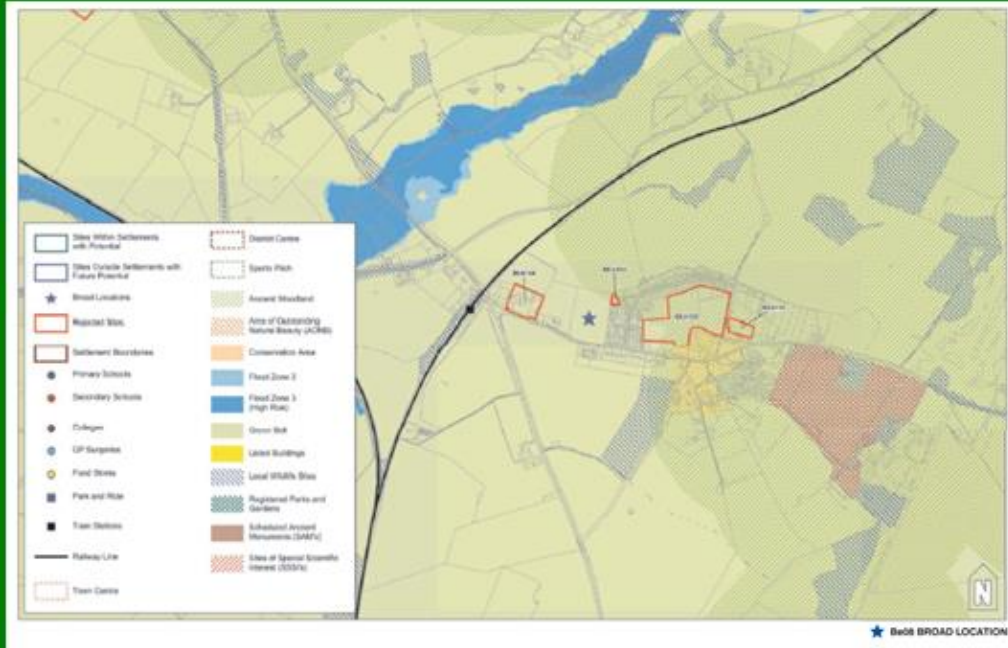 Sites Within Settlements
with Potential
Sites Outside Settlements with
Future Potential
Broad Locations
Rejected Sites
Settlement Boundaries
Primary Schools
Secondary Schools
Colleges
GP Surgeries
Food Stores
Park and Ride
Train Stations
Railway Line
Town Centre
District Centre
Sports Pitch
Ancient Woodland
Area of Outstanding
Natural Beauty (AONB)
Conservation Area
Flood Zone 2
Flood Zone 3
(High Risk)
Green Belt
Listed Buildings
Local Wildlife Sites
Registered Parks and
Gardens
Scheduled Ancient
Monuments (SAM's)
Sites of Special Scientific
Interest (SSSI's)
N
Be08 BROAD LOCATION